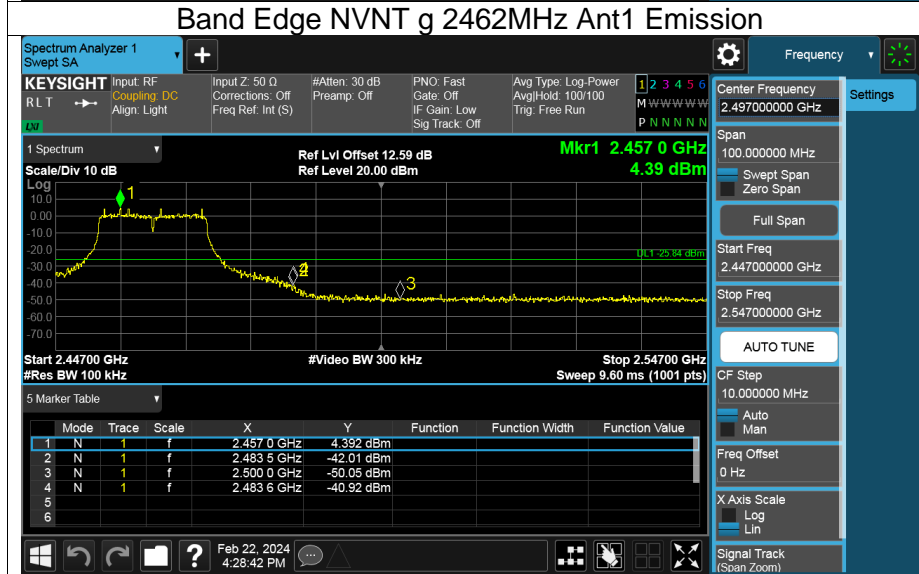 Band Edge NVNT g 2462MHz Ant1 Emission
Spectrum Analyzer 1
Swept SA
+
Frequency
KEYSIGHT
R L T
LXI
Input: RF
Coupling: DC
Align: Light
Input Z: 50 Ω
Corrections: Off
Freq Ref: Int (S)
#Atten: 30 dB
Preamp: Off
PNO: Fast
Gate: Off
IF Gain: Low
Sig Track: Off
Avg Type: Log-Power
Avg|Hold: 100/100
Trig: Free Run
1 2 3 4 5 6
M W W W W W
P N N N N N
1 Spectrum
Scale/Div 10 dB
Ref Lvl Offset 12.59 dB
Ref Level 20.00 dBm
Mkr1 2.457 0 GHz
4.39 dBm
Log
10.0
0.00
-10.0
-20.0
-30.0
-40.0
-50.0
-60.0
-70.0
1
3
DL1 -25.84 dBm
Start 2.44700 GHz
#Video BW 300 kHz
Stop 2.54700 GHz
#Res BW 100 kHz
Sweep 9.60 ms (1001 pts)
5 Marker Table
Mode Trace Scale X Y Function Function Width Function Value
1 N 1 f 2.457 0 GHz 4.392 dBm
2 N 1 f 2.483 5 GHz -42.01 dBm
3 N 1 f 2.500 0 GHz -50.05 dBm
4 N 1 f 2.483 6 GHz -40.92 dBm
5
6
?
Feb 22, 2024
4:28:42 PM
Center Frequency
2.497000000 GHz
Settings
Span
100.000000 MHz
Swept Span
Zero Span
Full Span
Start Freq
2.447000000 GHz
Stop Freq
2.547000000 GHz
AUTO TUNE
CF Step
10.000000 MHz
Auto
Man
Freq Offset
0 Hz
X Axis Scale
Log
Lin
Signal Track
(Span Zoom)